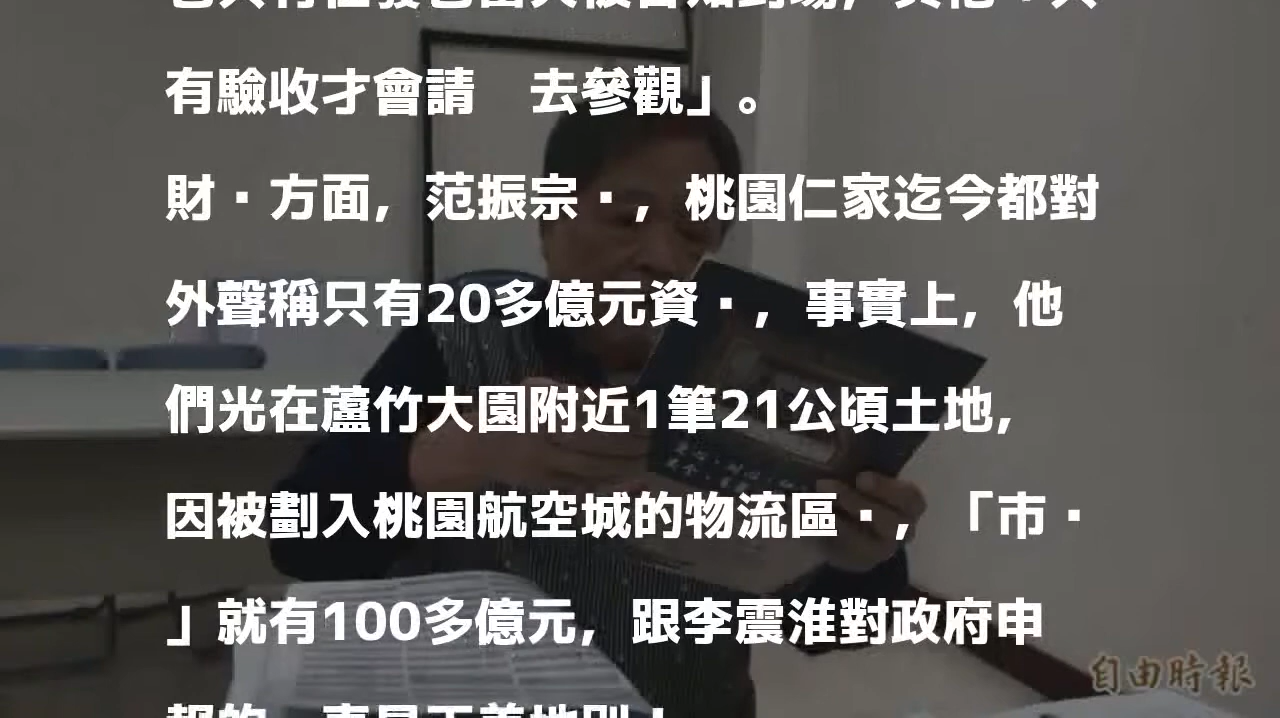 有驗收才會請　去參觀」。
財·方面，范振宗·，桃園仁家迄今都對
外聲稱只有20多億元資·，事實上，他
們光在蘆竹大園附近1筆21公頃土地，
因被劃入桃園航空城的物流區·，「市·
」就有100多億元，跟李震淮對政府申
自由時報